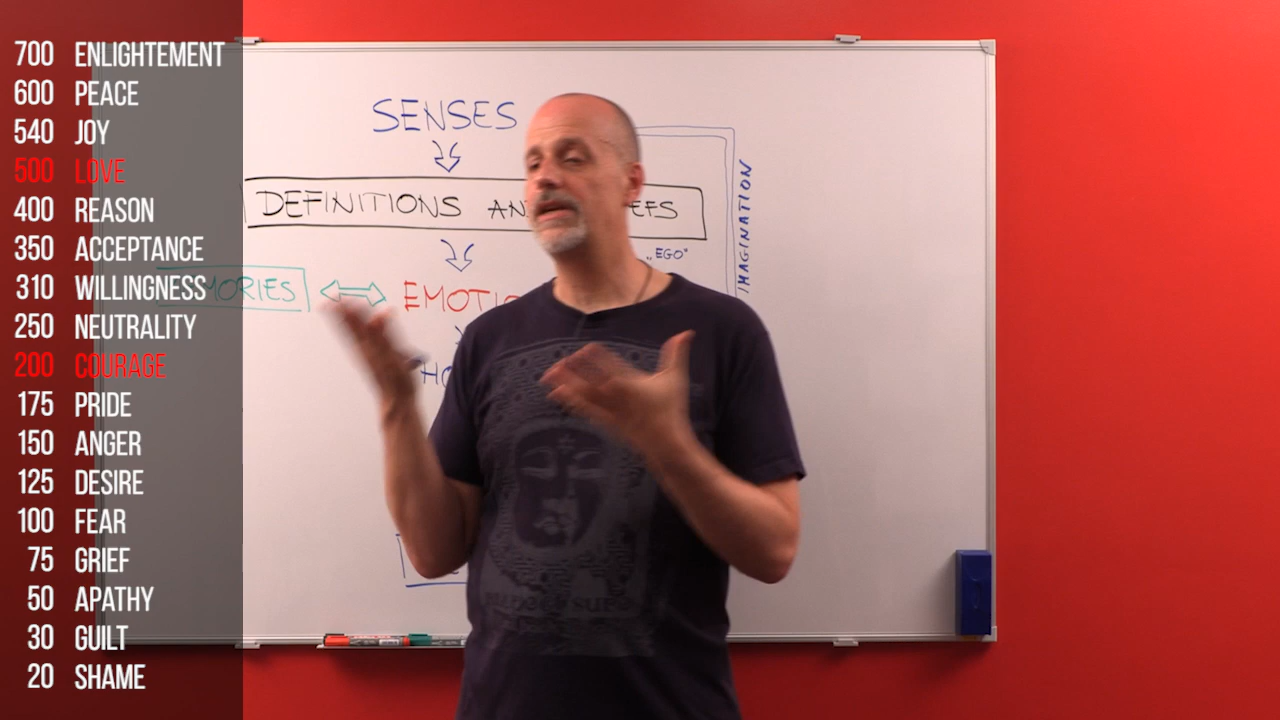 700 ENLIGHTEMENT
600 PEACE
540 JOY
500 LOVE
400 REASON
350 ACCEPTANCE
310 WILLINGNESS
250 NEUTRALITY
200 COURAGE
175 PRIDE
150 ANGER
125 DESIRE
100 FEAR
75 GRIEF
50 APATHY
30 GUILT
20 SHAME
SENSES
DEFINITIONS AN EFS
„EGO"
IMAGINATION
MORIES
EMOTIO